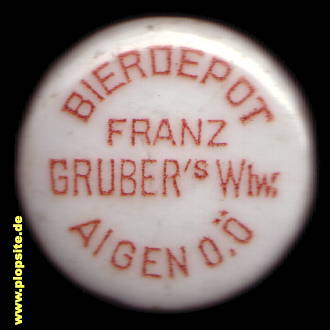 BIERDEPOT
FRANZ
GRUBER's Wtw.
AIGEN O.Ö
www.plopsite.de